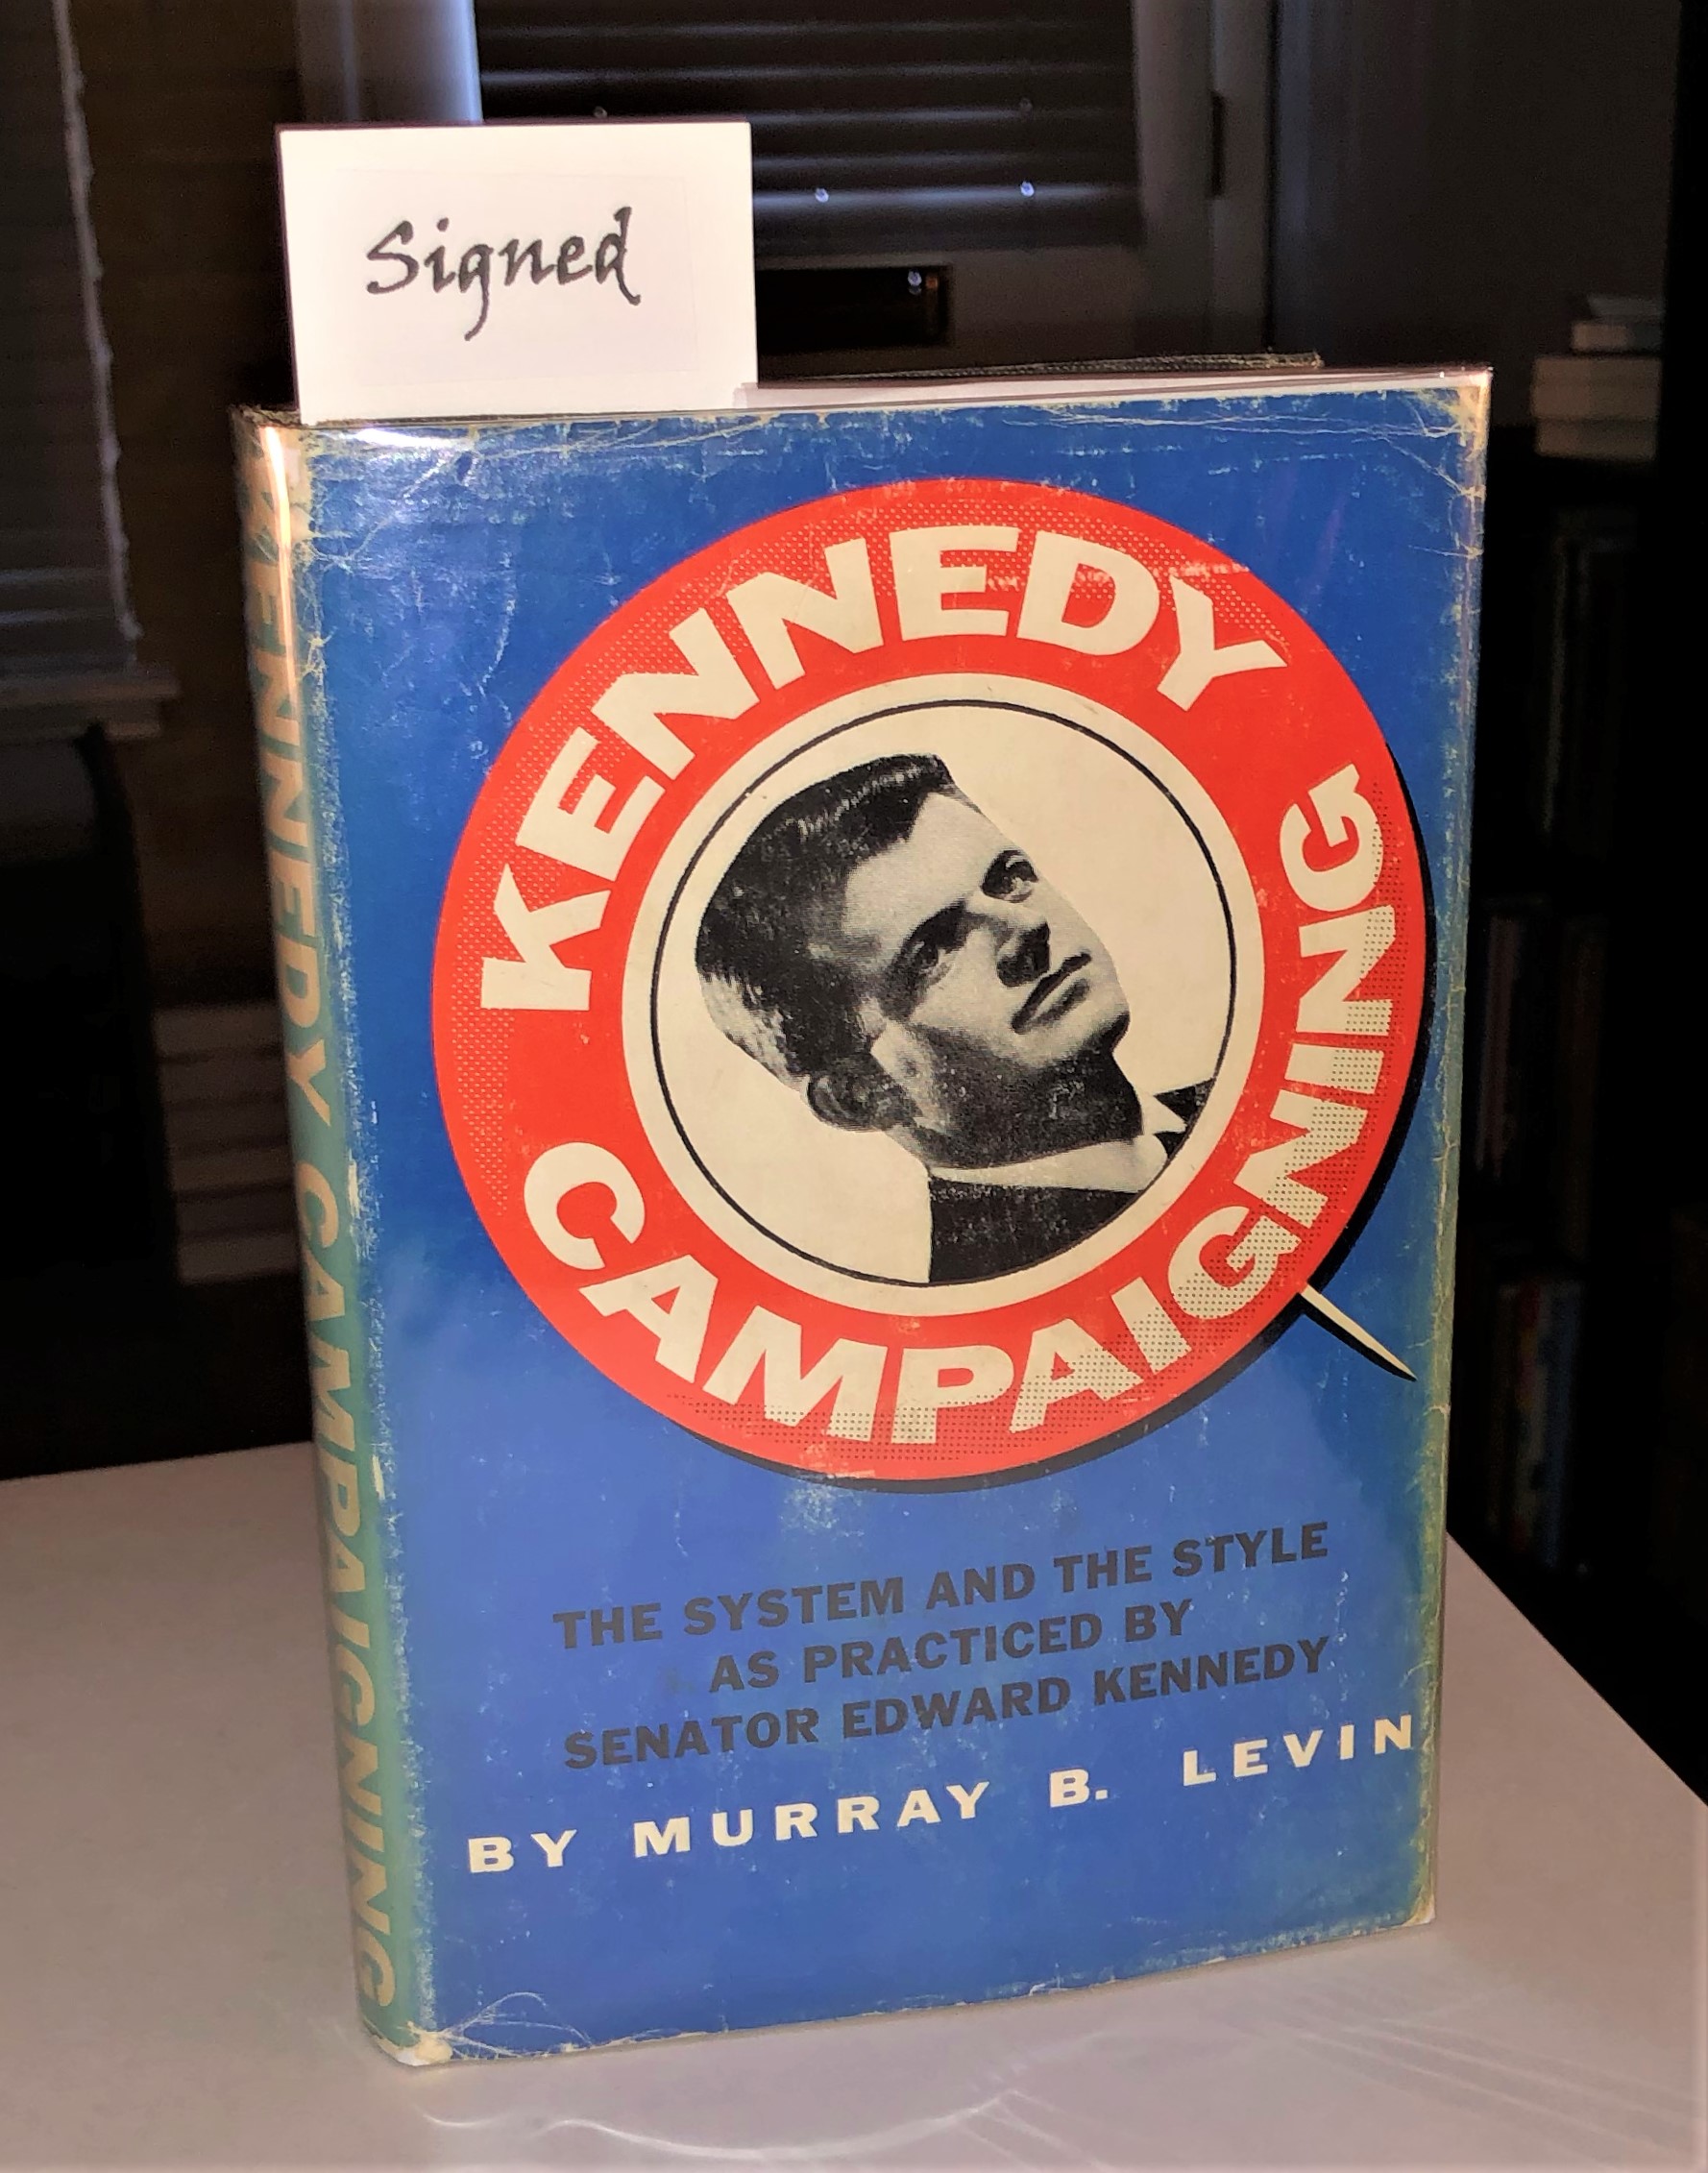 Signed
KENNEDY
CAMPAIGNING
THE SYSTEM AND THE STYLE
AS PRACTICED BY
SENATOR EDWARD KENNEDY
BY MURRAY B. LEVIN
KENNEDY CAMPAIGNING